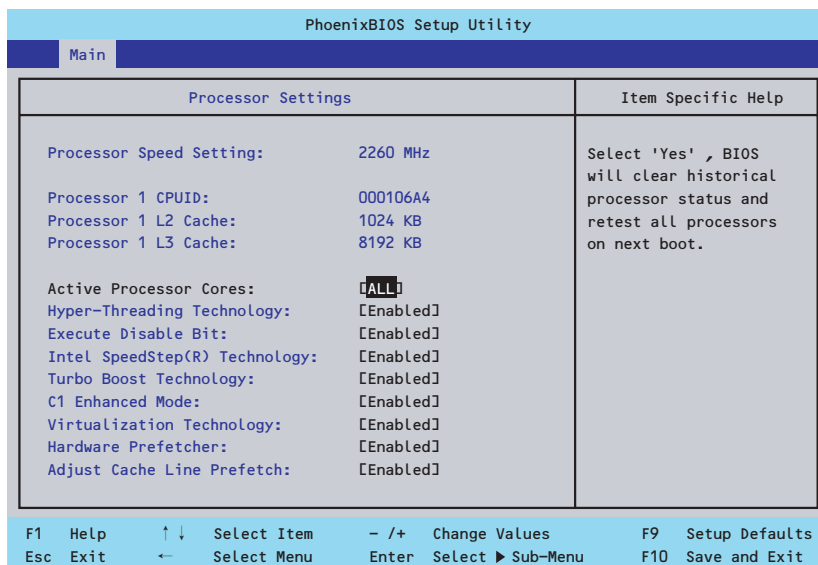 PhoenixBIOS Setup Utility
Main
Processor Settings
Item Specific Help
Processor Speed Setting: 2260 MHz
Processor 1 CPUID: 000106A4
Processor 1 L2 Cache: 1024 KB
Processor 1 L3 Cache: 8192 KB
Active Processor Cores: [ALL]
Hyper-Threading Technology: [Enabled]
Execute Disable Bit: [Enabled]
Intel SpeedStep(R) Technology: [Enabled]
Turbo Boost Technology: [Enabled]
C1 Enhanced Mode: [Enabled]
Virtualization Technology: [Enabled]
Hardware Prefetcher: [Enabled]
Adjust Cache Line Prefetch: [Enabled]
Select 'Yes' , BIOS
will clear historical
processor status and
retest all processors
on next boot.
F1 Help ↑↓ Select Item - /+ Change Values F9 Setup Defaults
Esc Exit ← Select Menu Enter Select ▶ Sub-Menu F10 Save and Exit